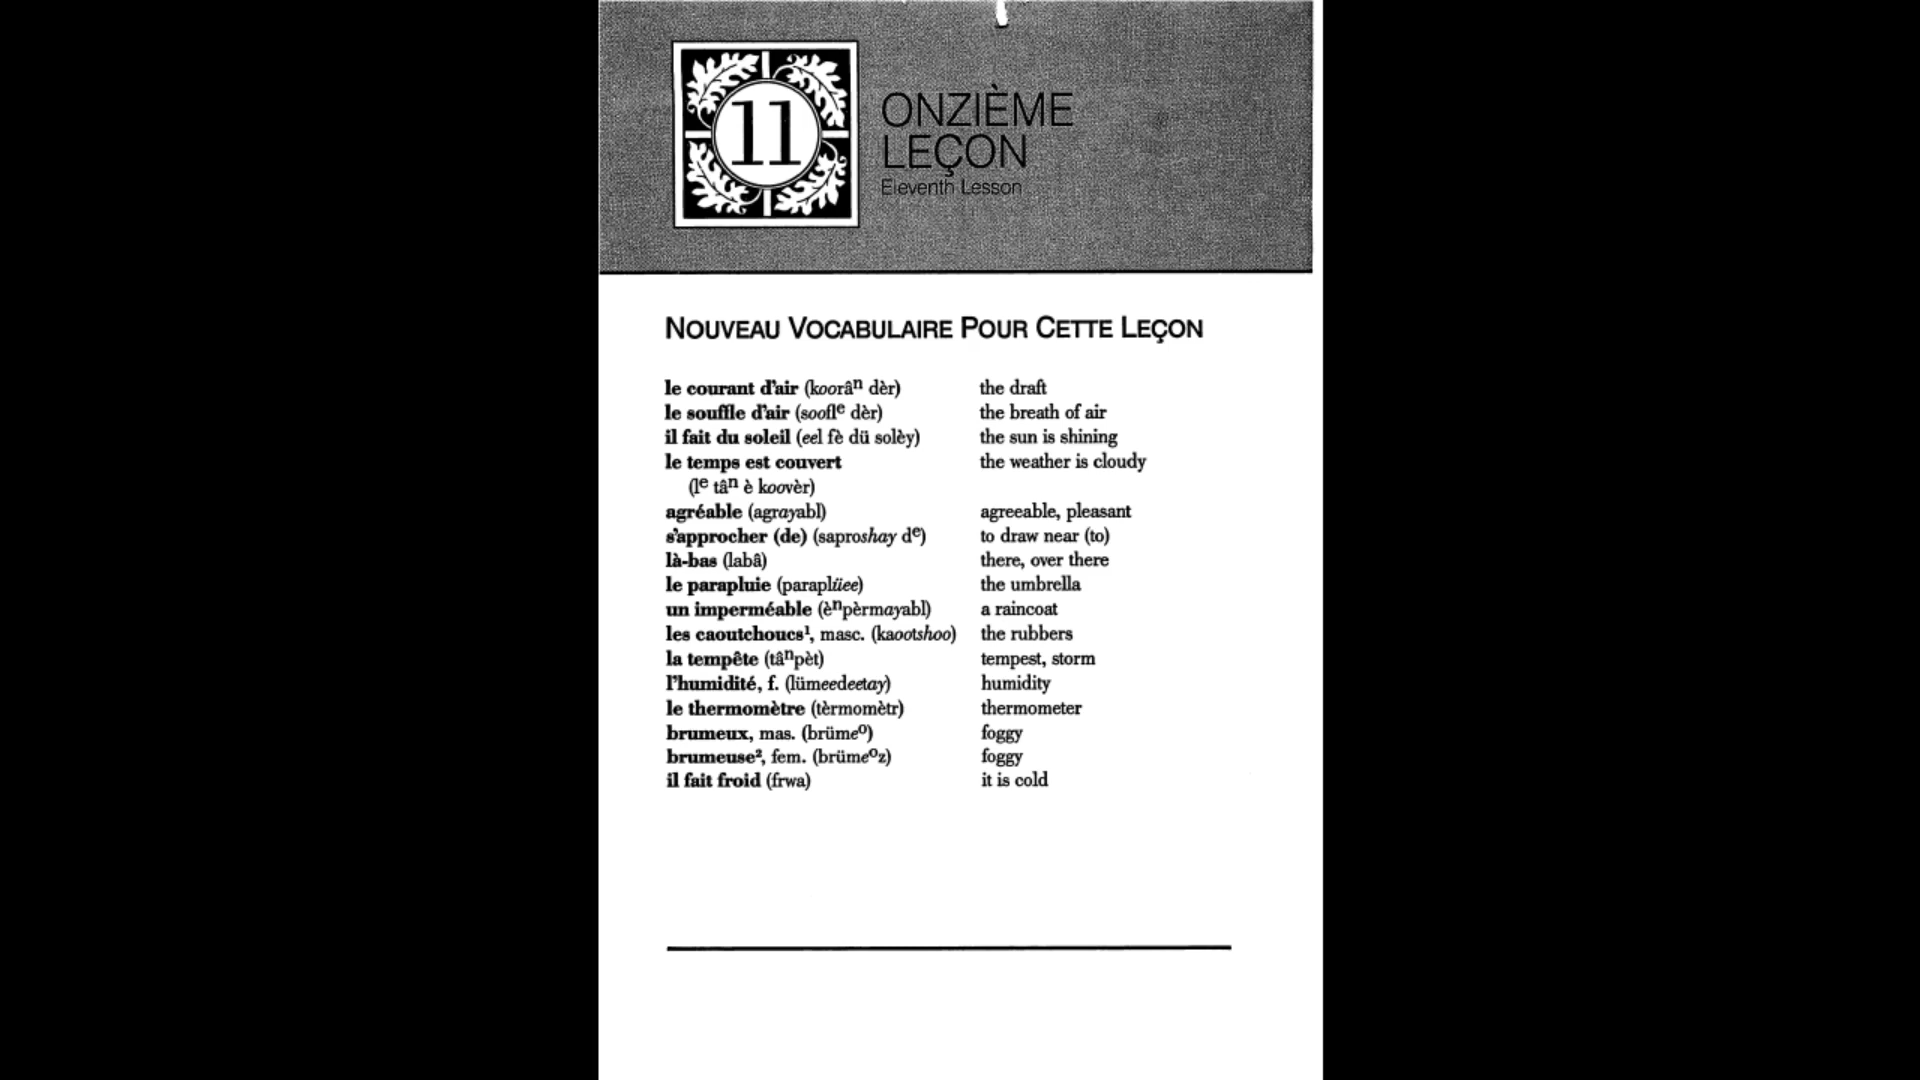 11
ONZIÈME
LEÇON
Eleventh Lesson
NOUVEAU VOCABULAIRE POUR CETTE LEÇON
le courant d'air (koorâⁿ dèr) the draft
le souffle d'air (sooflᵉ dèr) the breath of air
il fait du soleil (eel fè dü solèy) the sun is shining
le temps est couvert the weather is cloudy
(lᵉ tâⁿ è koovèr)
agréable (agrayabl) agreeable, pleasant
s'approcher (de) (saproshay dᵉ) to draw near (to)
là-bas (labâ) there, over there
le parapluie (paraplüee) the umbrella
un imperméable (èⁿpèrmayabl) a raincoat
les caoutchoucs¹, masc. (kaootshoo) the rubbers
la tempête (tâⁿpèt) tempest, storm
l'humidité, f. (lümeedeetay) humidity
le thermomètre (tèrmomètr) thermometer
brumeux, mas. (brümeᵒ) foggy
brumeuse², fem. (brümeᵒz) foggy
il fait froid (frwa) it is cold